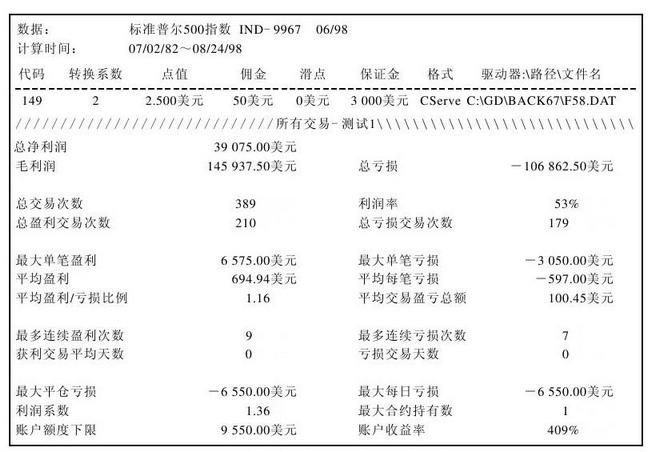 数据: 标准普尔500指数 IND-9967 06/98
计算时间: 07/02/82～08/24/98
代码 转换系数 点值 佣金 滑点 保证金 格式 驱动器:\路径\文件名
149 2 2.500美元 50美元 0美元 3 000美元 CServe C:\GD\BACK67\F58.DAT
/////////////////////////////所有交易-测试1\\\\\\\\\\\\\\\\\\\\\\\\\\\\\
总净利润 39 075.00美元
毛利润 145 937.50美元 总亏损 －106 862.50美元
总交易次数 389 利润率 53%
总盈利交易次数 210 总亏损交易次数 179
最大单笔盈利 6 575.00美元 最大单笔亏损 －3 050.00美元
平均盈利 694.94美元 平均每笔亏损 －597.00美元
平均盈利/亏损比例 1.16 平均交易盈亏总额 100.45美元
最多连续盈利次数 9 最多连续亏损次数 7
获利交易平均天数 0 亏损交易天数 0
最大平仓亏损 －6 550.00美元 最大每日亏损 －6 550.00美元
利润系数 1.36 最大合约持有数 1
账户额度下限 9 550.00美元 账户收益率 409%